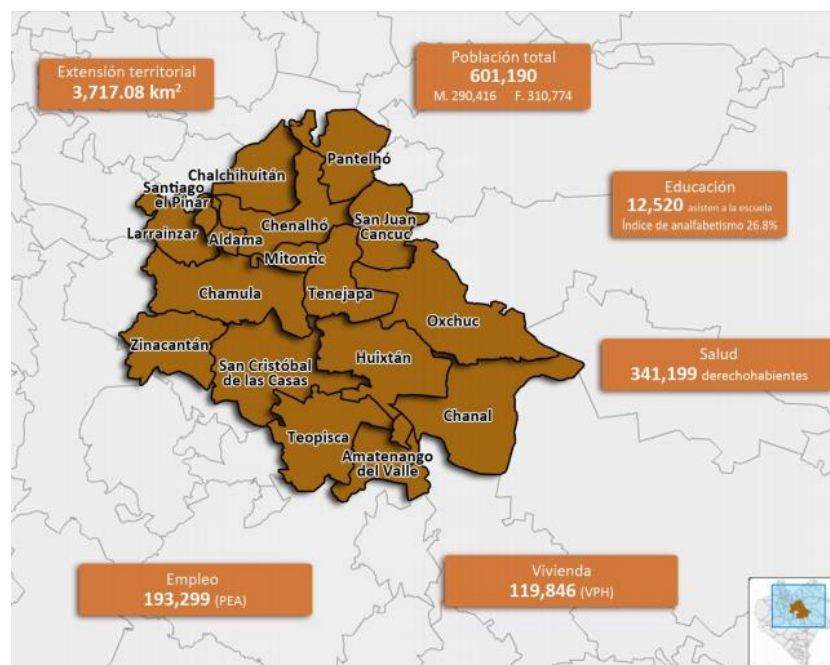 Extensión territorial
3,717.08 km²
Población total
601,190
M. 290,416 F. 310,774
Educación
12,520 asisten a la escuela
Índice de analfabetismo 26.8%
Salud
341,199 derechohabientes
Pantelhó
Chalchihuitán
Santiago
el Pinar
Chenalhó
San Juan
Cancuc
Larrainzar
Aldama
Mitontic
Chamula
Tenejapa
Oxchuc
Zinacantán
San Cristóbal
de las Casas
Huixtán
Chanal
Teopisca
Amatenango
del Valle
Empleo
193,299 (PEA)
Vivienda
119,846 (VPH)